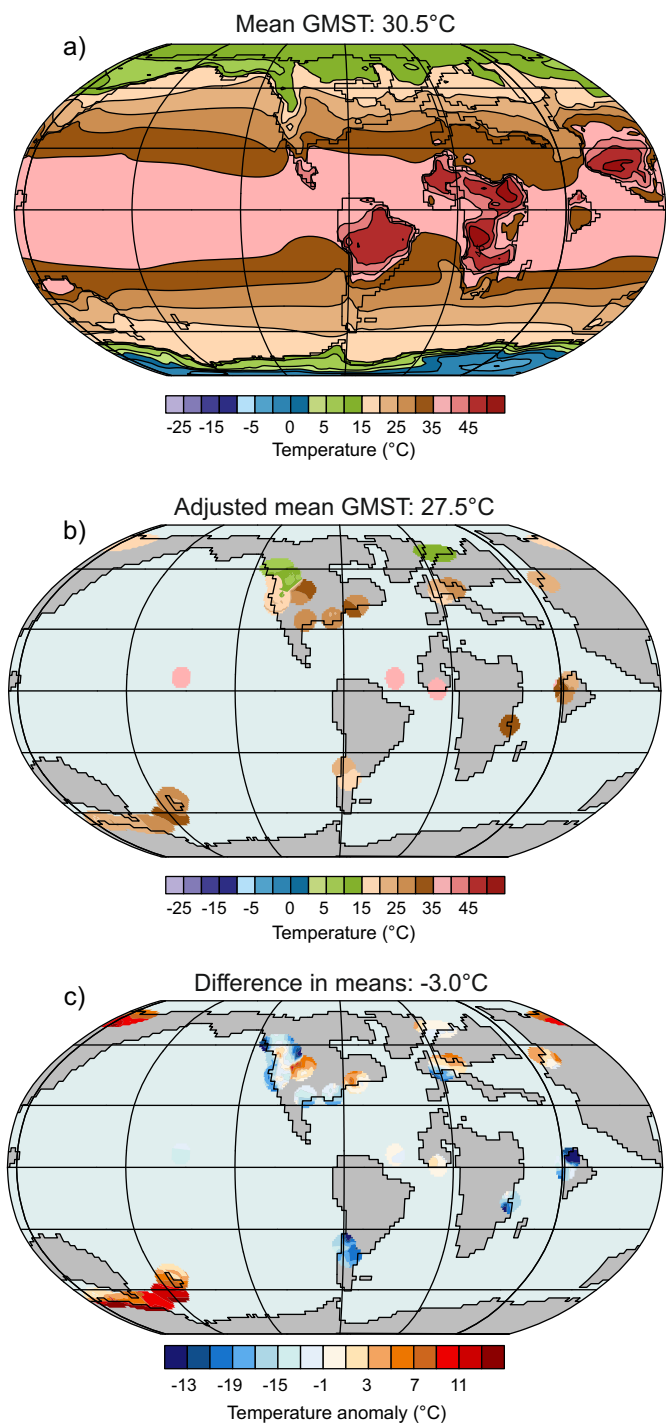 Mean GMST: 30.5°C
a)
-25 -15 -5 0 5 15 25 35 45
Temperature (°C)
Adjusted mean GMST: 27.5°C
b)
-25 -15 -5 0 5 15 25 35 45
Temperature (°C)
Difference in means: -3.0°C
c)
-13 -19 -15 -1 3 7 11
Temperature anomaly (°C)